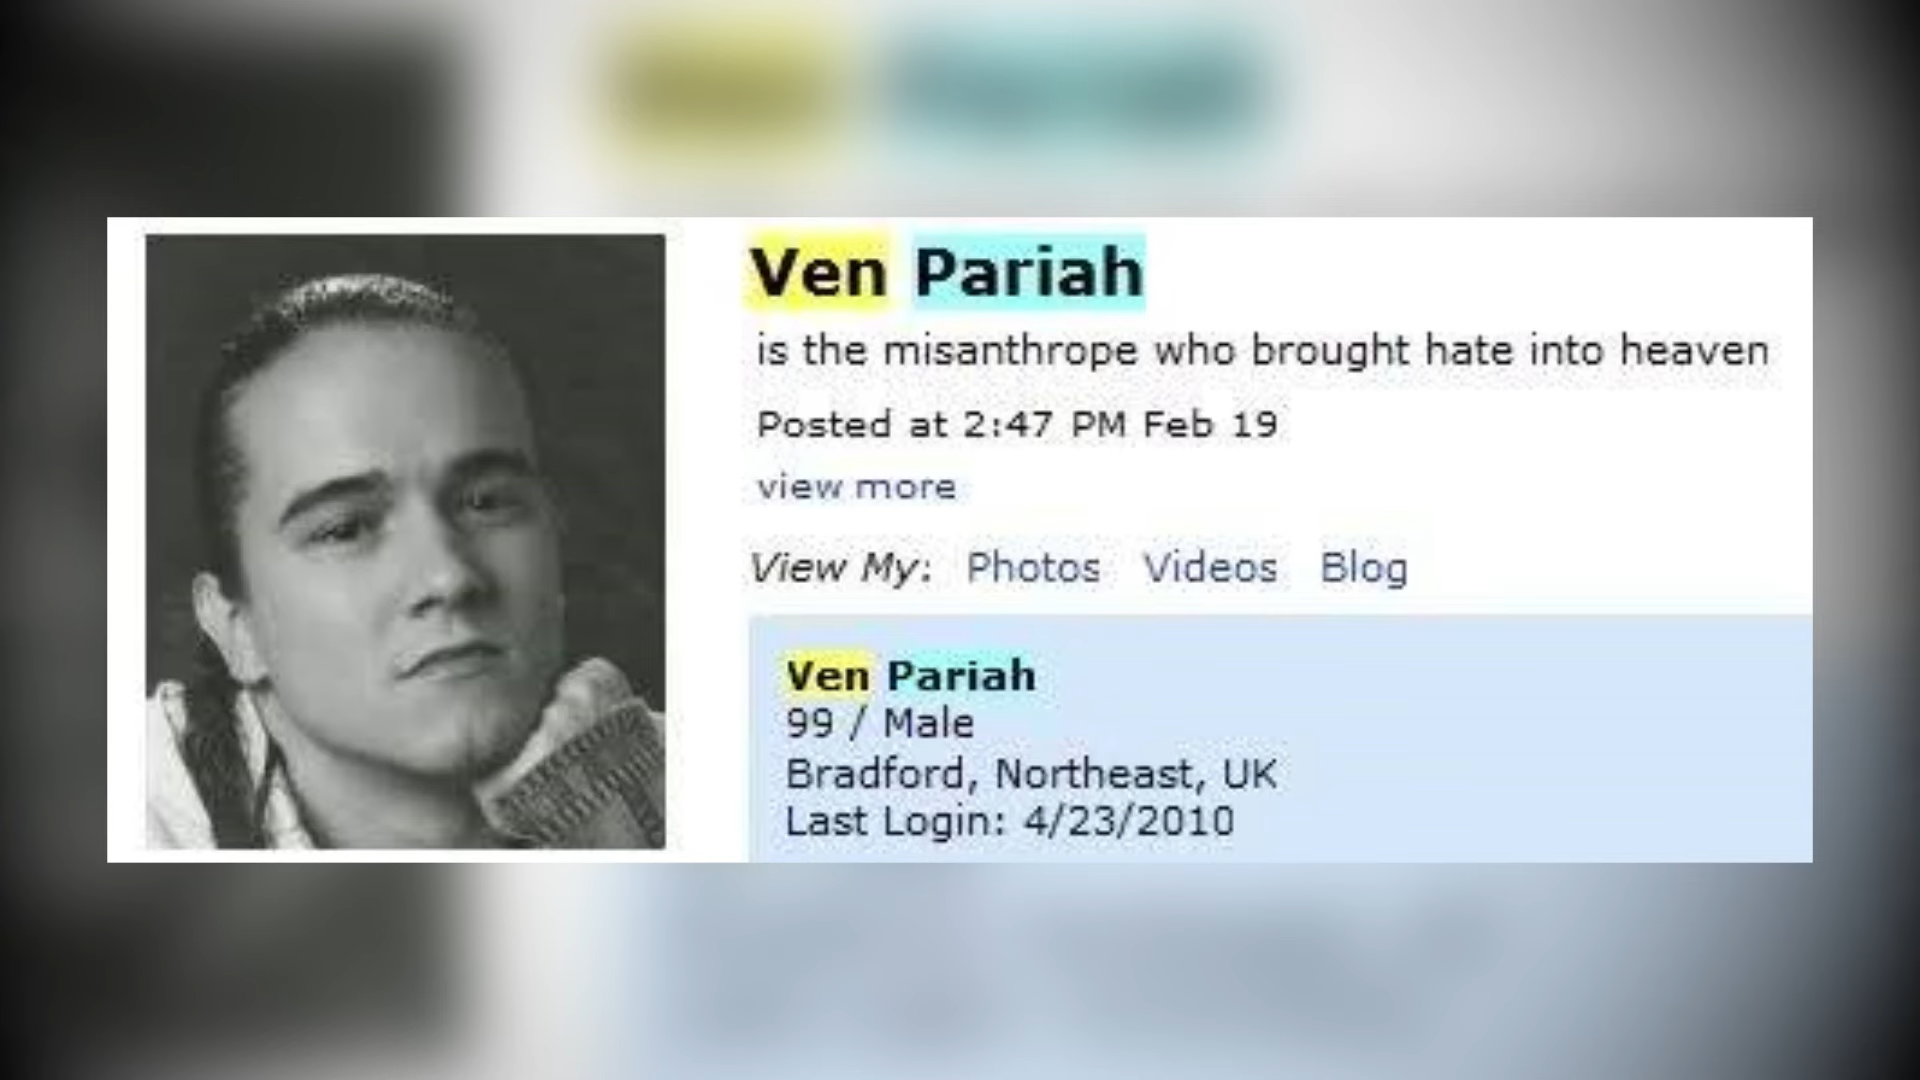 Ven Pariah
is the misanthrope who brought hate into heaven
Posted at 2:47 PM Feb 19
view more
View My: Photos Videos Blog
Ven Pariah
99 / Male
Bradford, Northeast, UK
Last Login: 4/23/2010